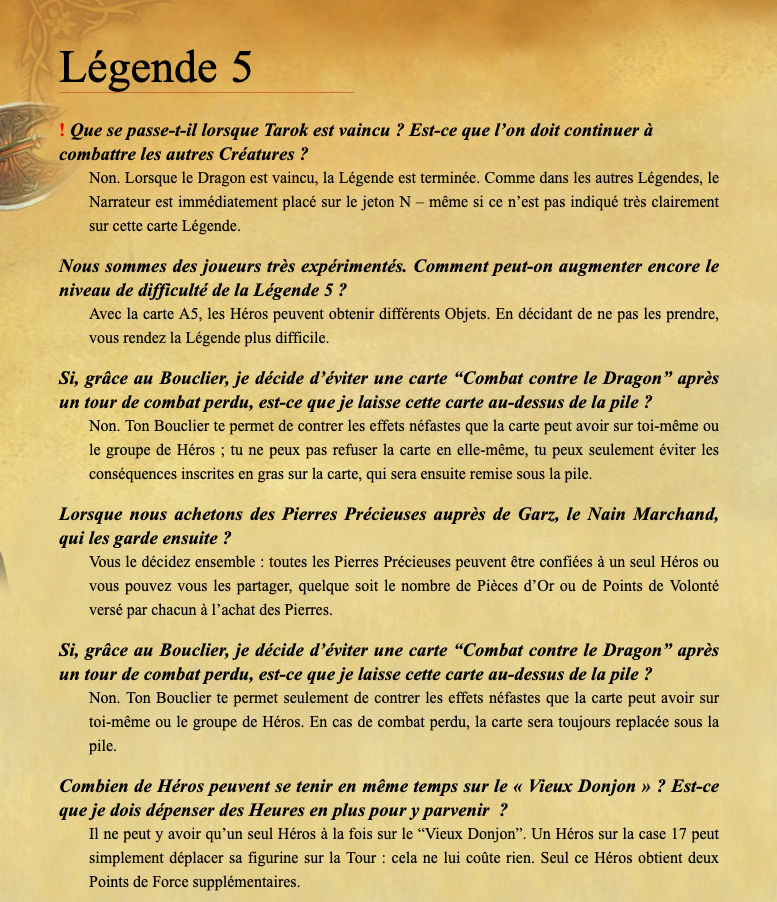 Légende 5
! Que se passe-t-il lorsque Tarok est vaincu ? Est-ce que l’on doit continuer à
combattre les autres Créatures ?
Non. Lorsque le Dragon est vaincu, la Légende est terminée. Comme dans les autres Légendes, le
Narrateur est immédiatement placé sur le jeton N – même si ce n’est pas indiqué très clairement
sur cette carte Légende.
Nous sommes des joueurs très expérimentés. Comment peut-on augmenter encore le
niveau de difficulté de la Légende 5 ?
Avec la carte A5, les Héros peuvent obtenir différents Objets. En décidant de ne pas les prendre,
vous rendez la Légende plus difficile.
Si, grâce au Bouclier, je décide d’éviter une carte “Combat contre le Dragon” après
un tour de combat perdu, est-ce que je laisse cette carte au-dessus de la pile ?
Non. Ton Bouclier te permet de contrer les effets néfastes que la carte peut avoir sur toi-même ou
le groupe de Héros ; tu ne peux pas refuser la carte en elle-même, tu peux seulement éviter les
conséquences inscrites en gras sur la carte, qui sera ensuite remise sous la pile.
Lorsque nous achetons des Pierres Précieuses auprès de Garz, le Nain Marchand,
qui les garde ensuite ?
Vous le décidez ensemble : toutes les Pierres Précieuses peuvent être confiées à un seul Héros ou
vous pouvez vous les partager, quelque soit le nombre de Pièces d’Or ou de Points de Volonté
versé par chacun à l’achat des Pierres.
Si, grâce au Bouclier, je décide d’éviter une carte “Combat contre le Dragon” après
un tour de combat perdu, est-ce que je laisse cette carte au-dessus de la pile ?
Non. Ton Bouclier te permet seulement de contrer les effets néfastes que la carte peut avoir sur
toi-même ou le groupe de Héros. En cas de combat perdu, la carte sera toujours replacée sous la
pile.
Combien de Héros peuvent se tenir en même temps sur le « Vieux Donjon » ? Est-ce
que je dois dépenser des Heures en plus pour y parvenir ?
Il ne peut y avoir qu’un seul Héros à la fois sur le “Vieux Donjon”. Un Héros sur la case 17 peut
simplement déplacer sa figurine sur la Tour : cela ne lui coûte rien. Seul ce Héros obtient deux
Points de Force supplémentaires.